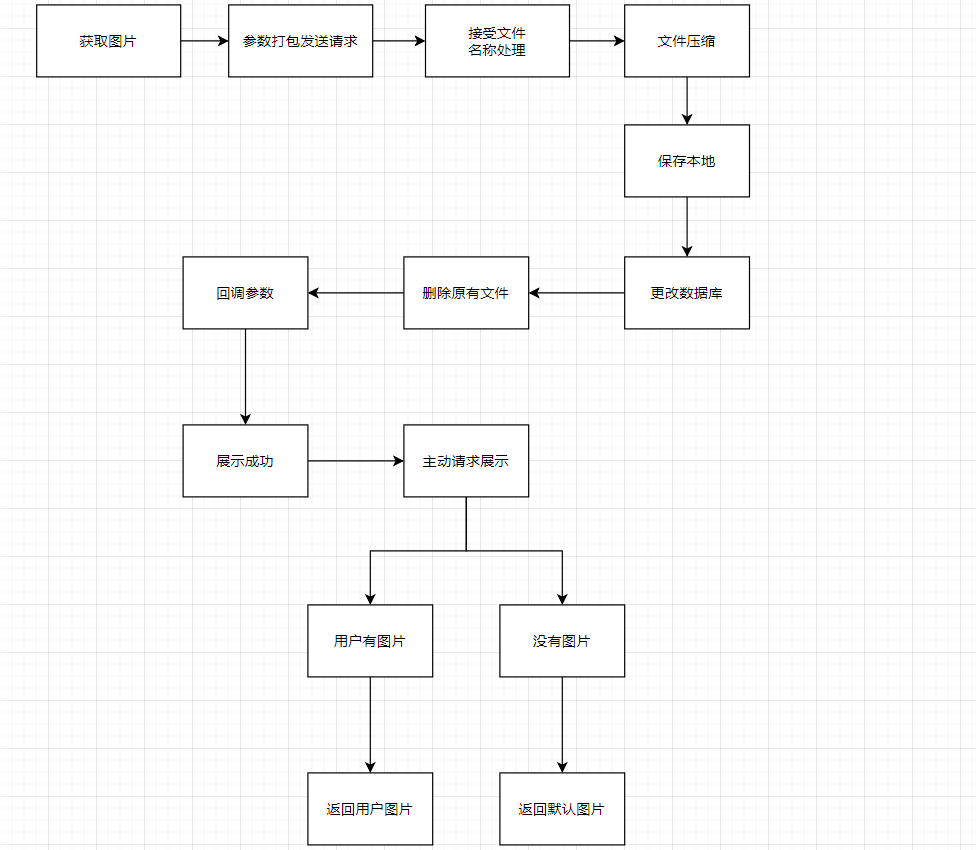 获取图片
参数打包发送请求
接受文件
名称处理
文件压缩
保存本地
更改数据库
删除原有文件
回调参数
展示成功
主动请求展示
用户有图片
没有图片
返回用户图片
返回默认图片